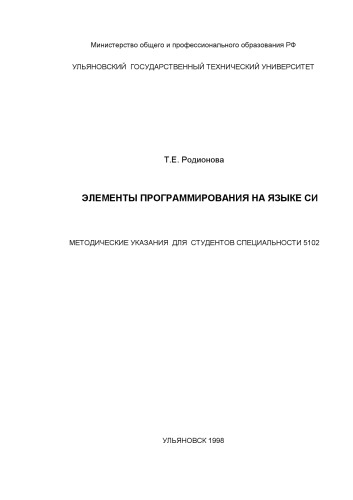 Министерство общего и профессионального образования РФ
УЛЬЯНОВСКИЙ ГОСУДАРСТВЕННЫЙ ТЕХНИЧЕСКИЙ УНИВЕРСИТЕТ
Т.Е. Родионова
ЭЛЕМЕНТЫ ПРОГРАММИРОВАНИЯ НА ЯЗЫКЕ СИ
МЕТОДИЧЕСКИЕ УКАЗАНИЯ ДЛЯ СТУДЕНТОВ СПЕЦИАЛЬНОСТИ 5102
УЛЬЯНОВСК 1998